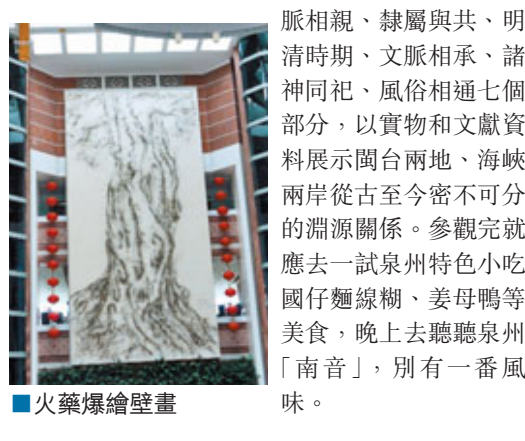 脈相親、隸屬與共、明
清時期、文脈相承、諸
神同祀、風俗相通七個
部分，以實物和文獻資
料展示閩台兩地、海峽
兩岸從古至今密不可分
的淵源關係。參觀完就
應去一試泉州特色小吃
國仔麵線糊、姜母鴨等
美食，晚上去聽聽泉州
「南音」，別有一番風
味。
■火藥爆繪壁畫